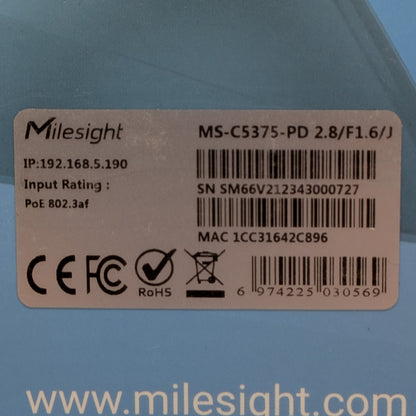 Milesight
MS-C5375-PD 2.8/F1.6/J
IP:192.168.5.190
Input Rating :
SN SM66V212343000727
PoE 802.3af
MAC 1CC31642C896
CE FC RoHS
6 974225 030569
www.milesight.com